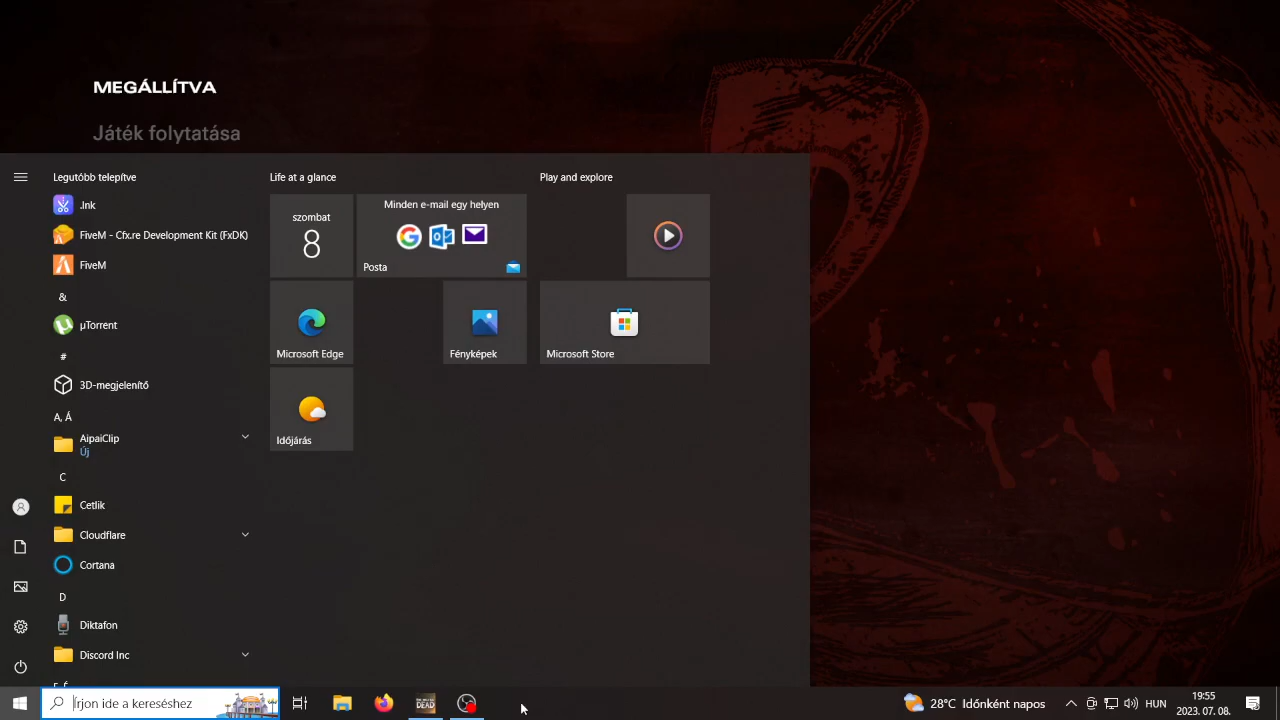 MEGÁLLÍTVA
Játék folytatása
Legutóbb telepítve
.lnk
FiveM - Cfx.re Development Kit (FxDK)
FiveM
&
µTorrent
#
3D-megjelenítő
A, Á
AipaiClip
Új
C
Cetlik
Cloudflare
Cortana
D
Diktafon
Discord Inc
Life at a glance
szombat
8
Minden e-mail egy helyen
Posta
Microsoft Edge
Fényképek
Időjárás
Play and explore
Microsoft Store
Írjon ide a kereséshez
DEAD
28°C Időnként napos
HUN
19:55
2023. 07. 08.